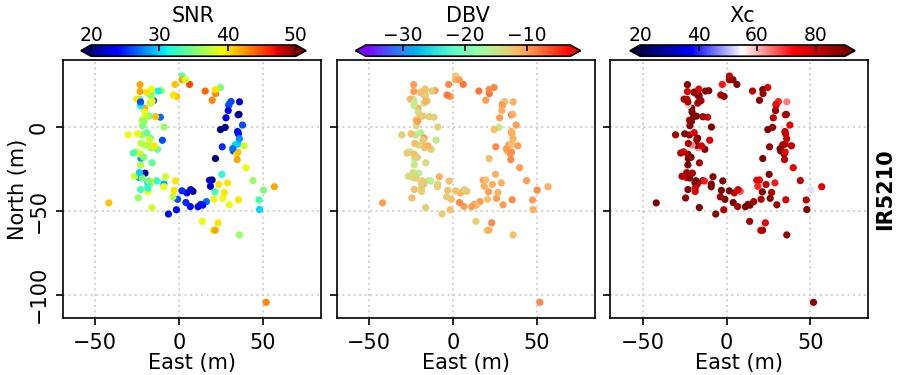 SNR DBV Xc
20 30 40 50 −30 −20 −10 20 40 60 80
North (m)
0
−50
−100
IR5210
−50 0 50 −50 0 50 −50 0 50
East (m) East (m) East (m)